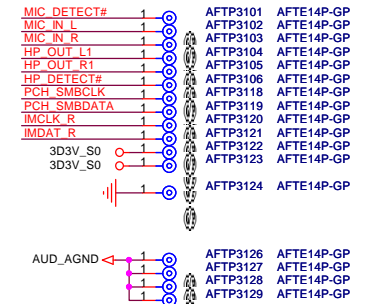 MIC_DETECT# 1 AFTP3101 AFTE14P-GP
MIC_IN_L 1 AFTP3102 AFTE14P-GP
MIC_IN_R 1 AFTP3103 AFTE14P-GP
HP_OUT_L1 1 AFTP3104 AFTE14P-GP
HP_OUT_R1 1 AFTP3105 AFTE14P-GP
HP_DETECT# 1 AFTP3106 AFTE14P-GP
PCH_SMBCLK 1 AFTP3118 AFTE14P-GP
PCH_SMBDATA 1 AFTP3119 AFTE14P-GP
IMCLK_R 1 AFTP3120 AFTE14P-GP
IMDAT_R 1 AFTP3121 AFTE14P-GP
3D3V_S0 1 AFTP3122 AFTE14P-GP
3D3V_S0 1 AFTP3123 AFTE14P-GP
1 AFTP3124 AFTE14P-GP
AUD_AGND 1 AFTP3126 AFTE14P-GP
1 AFTP3127 AFTE14P-GP
1 AFTP3128 AFTE14P-GP
1 AFTP3129 AFTE14P-GP